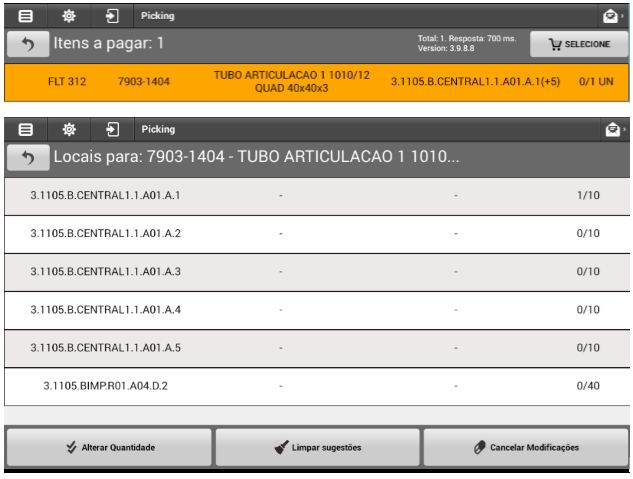 Picking
Itens a pagar: 1
Total: 1. Resposta: 700 ms.
Version: 3.9.8.8
SELECIONE
FLT 312 7903-1404 TUBO ARTICULACAO 1 1010/12 3.1105.B.CENTRAL1.1.A01.A.1(+5) 0/1 UN
QUAD 40x40x3
Picking
Locais para: 7903-1404 - TUBO ARTICULACAO 1 1010...
3.1105.B.CENTRAL1.1.A01.A.1 - - 1/10
3.1105.B.CENTRAL1.1.A01.A.2 - - 0/10
3.1105.B.CENTRAL1.1.A01.A.3 - - 0/10
3.1105.B.CENTRAL1.1.A01.A.4 - - 0/10
3.1105.B.CENTRAL1.1.A01.A.5 - - 0/10
3.1105.BIMP.R01.A04.D.2 - - 0/40
Alterar Quantidade Limpar sugestões Cancelar Modificações